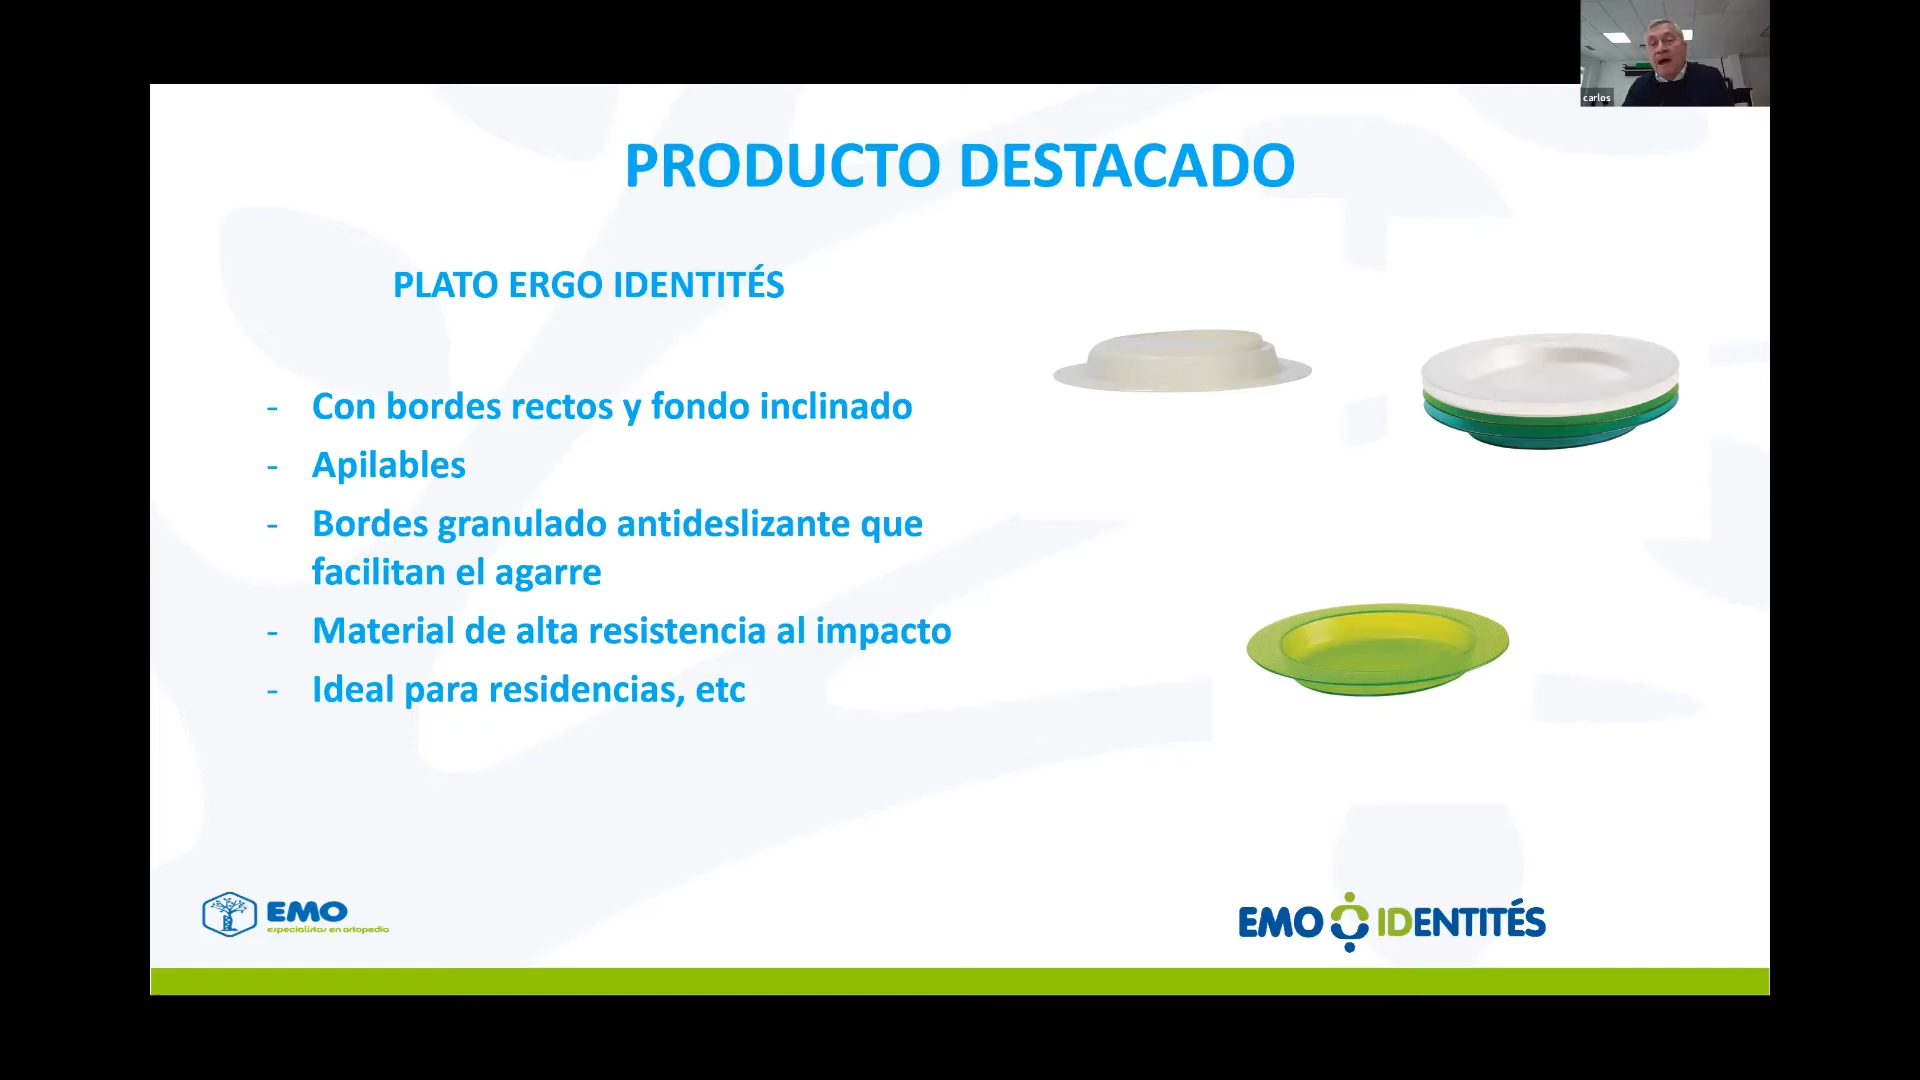 carlos
PRODUCTO DESTACADO
PLATO ERGO IDENTITÉS
- Con bordes rectos y fondo inclinado
- Apilables
- Bordes granulado antideslizante que
facilitan el agarre
- Material de alta resistencia al impacto
- Ideal para residencias, etc
EMO
especialistas en ortopedia
EMO IDENTITÉS